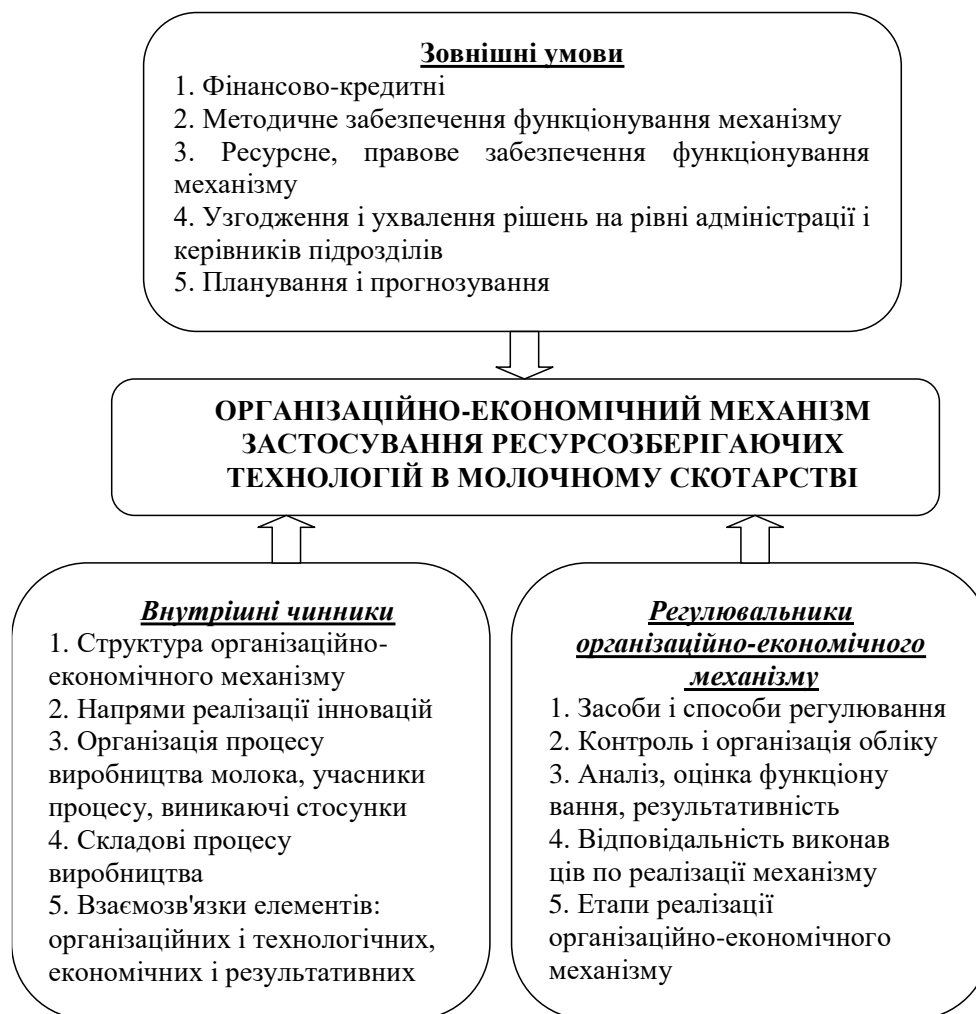 Зовнішні умови
1. Фінансово-кредитні
2. Методичне забезпечення функціонування механізму
3. Ресурсне, правове забезпечення функціонування
механізму
4. Узгодження і ухвалення рішень на рівні адміністрації і
керівників підрозділів
5. Планування і прогнозування
ОРГАНІЗАЦІЙНО-ЕКОНОМІЧНИЙ МЕХАНІЗМ
ЗАСТОСУВАННЯ РЕСУРСОЗБЕРІГАЮЧИХ
ТЕХНОЛОГІЙ В МОЛОЧНОМУ СКОТАРСТВІ
Внутрішні чинники
1. Структура організаційно-
економічного механізму
2. Напрями реалізації інновацій
3. Організація процесу
виробництва молока, учасники
процесу, виникаючі стосунки
4. Складові процесу
виробництва
5. Взаємозв'язки елементів:
організаційних і технологічних,
економічних і результативних
Регулювальники
організаційно-економічного
механізму
1. Засоби і способи регулювання
2. Контроль і організація обліку
3. Аналіз, оцінка функціону
вання, результативність
4. Відповідальність виконав
ців по реалізації механізму
5. Етапи реалізації
організаційно-економічного
механізму